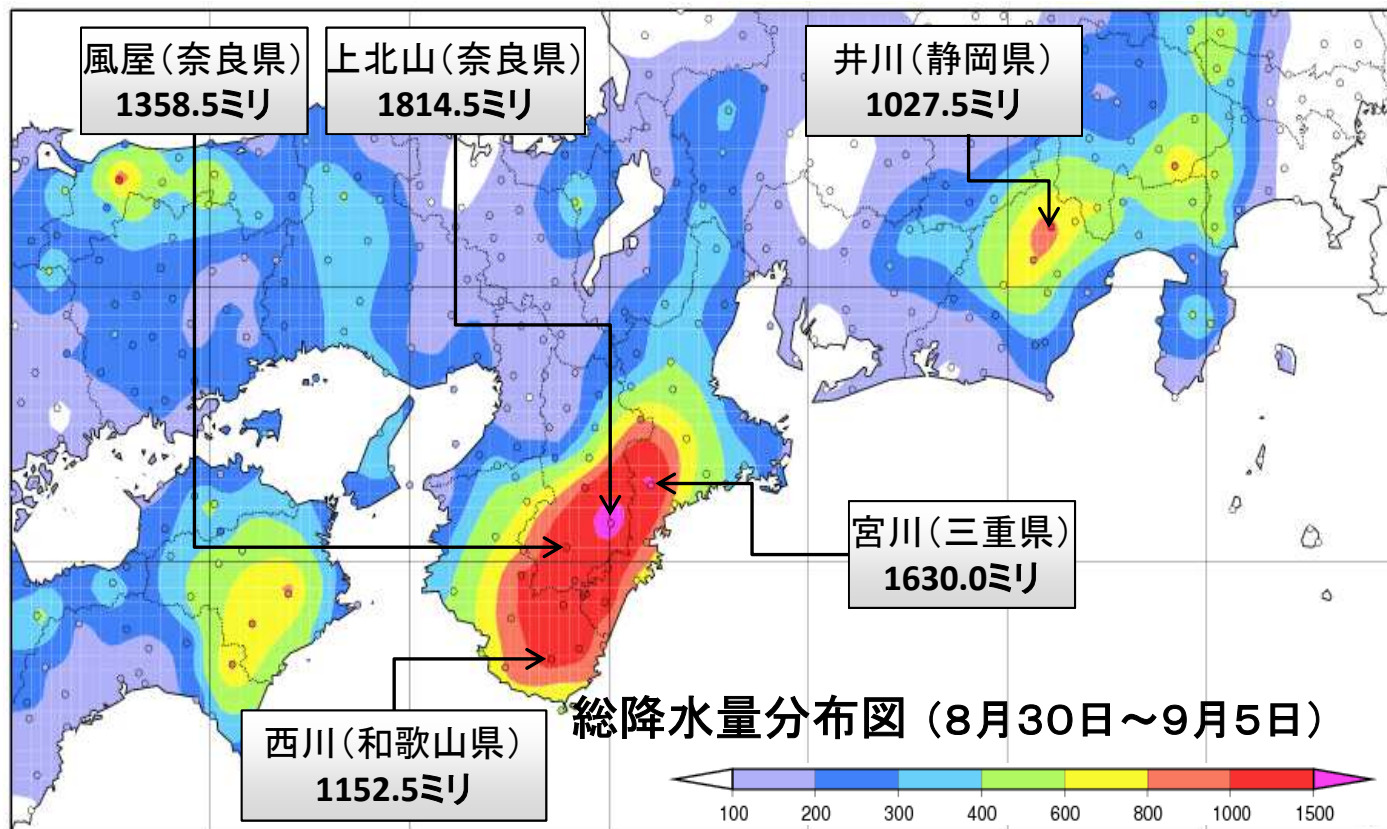 風屋(奈良県)
1358.5ミリ
上北山(奈良県)
1814.5ミリ
井川(静岡県)
1027.5ミリ
宮川(三重県)
1630.0ミリ
西川(和歌山県)
1152.5ミリ
総降水量分布図(8月30日~9月5日)
100 200 300 400 600 800 1000 1500